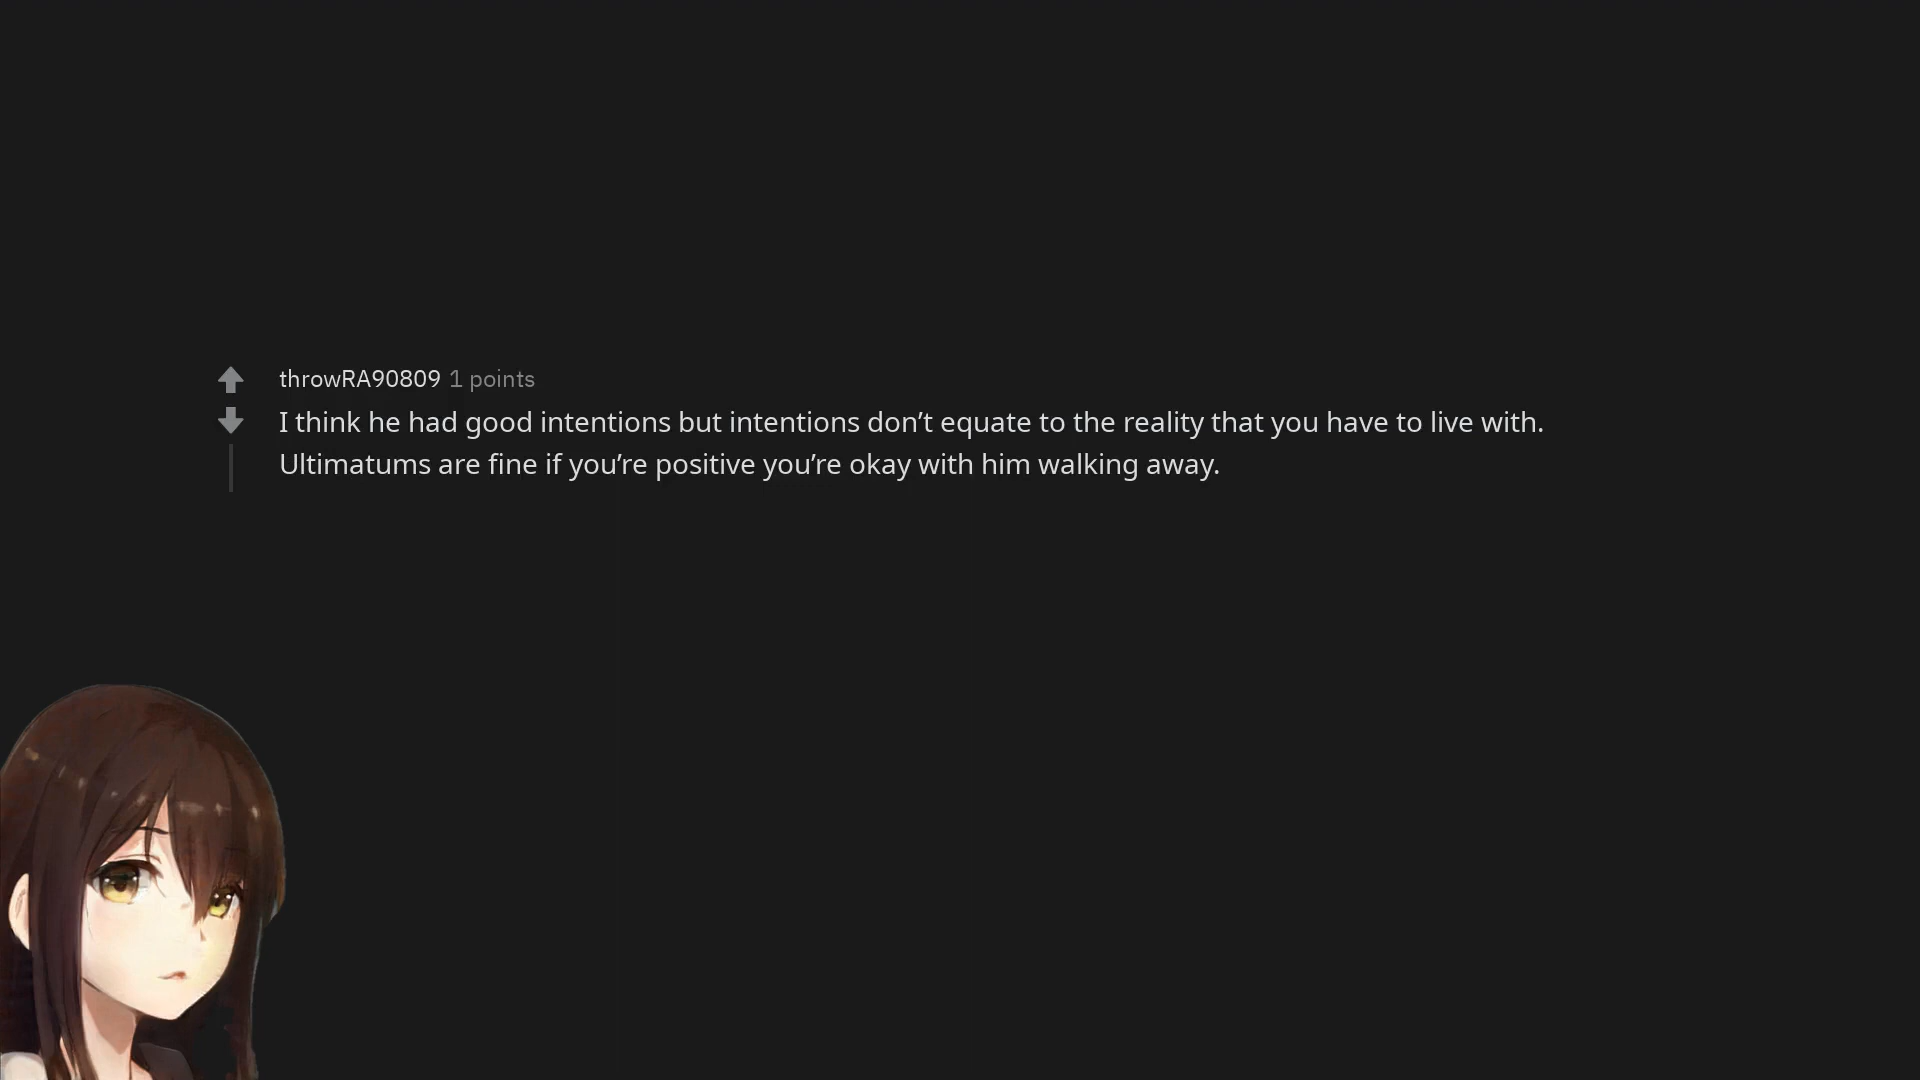 throwRA90809 1 points
I think he had good intentions but intentions don’t equate to the reality that you have to live with.
Ultimatums are fine if you’re positive you’re okay with him walking away.